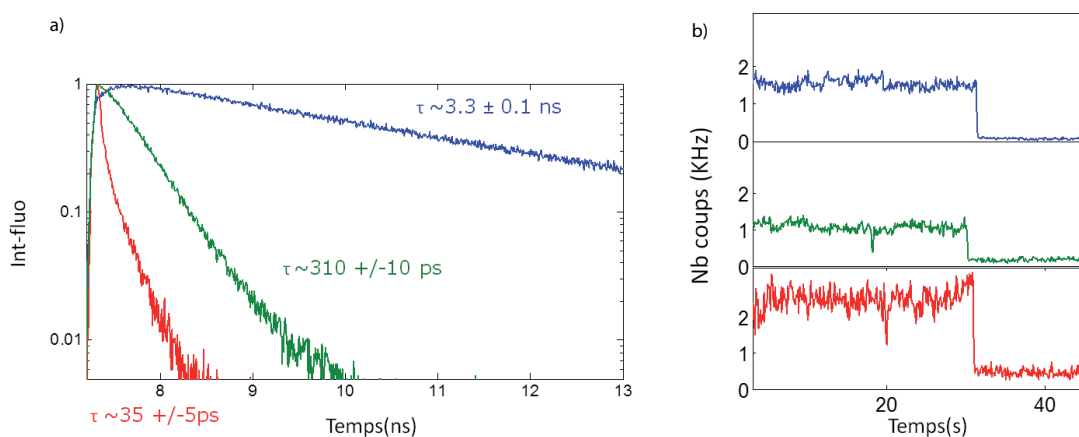 a)
1
0.1
0.01
Int-fluo
τ ~3.3 ± 0.1 ns
τ ~310 +/-10 ps
τ ~35 +/-5ps
8
9
10
11
12
13
Temps(ns)
b)
Nb coups (KHz)
2
1
0
2
1
0
2
1
0
20
40
Temps(s)